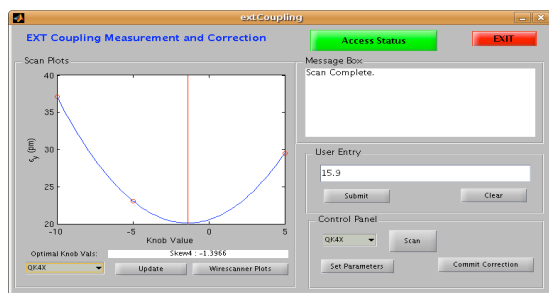 extCoupling
EXT Coupling Measurement and Correction
Access Status
EXIT
Scan Plots
40
35
30
25
20
εy (pm)
-10
-5
0
5
Knob Value
Optimal Knob Vals:
Skew4 : -1.3966
QK4X
Update
Wirescanner Plots
Message Box
Scan Complete.
User Entry
15.9
Submit
Clear
Control Panel
QK4X
Scan
Set Parameters
Commit Correction